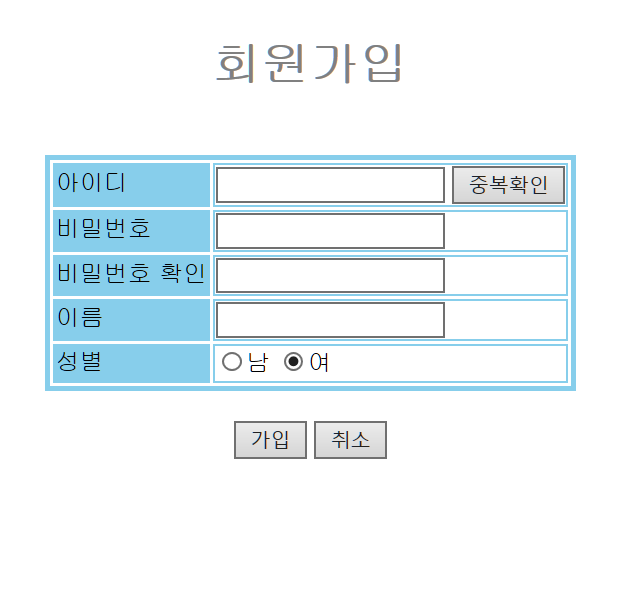 회원가입
아이디 중복확인
비밀번호
비밀번호 확인
이름
성별 남 여
가입 취소